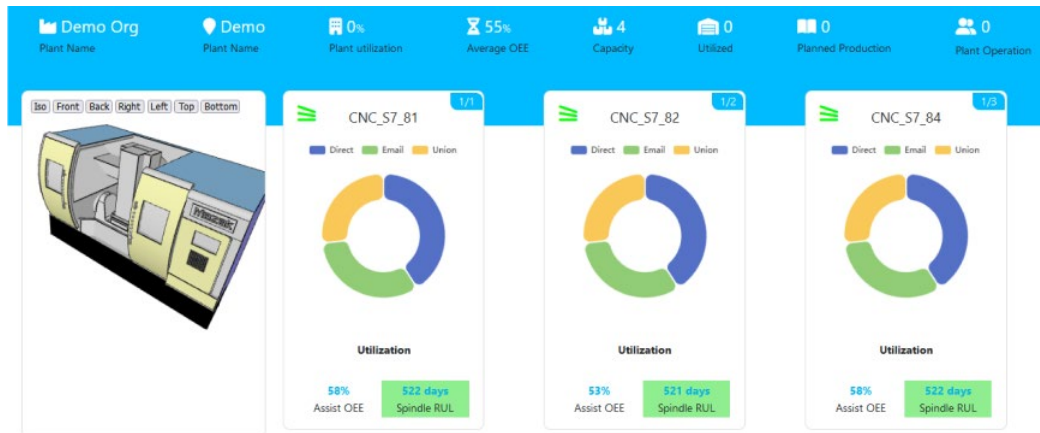 Demo Org
Plant Name
Demo
Plant Name
0%
Plant utilization
55%
Average OEE
4
Capacity
0
Utilized
0
Planned Production
0
Plant Operation
Iso Front Back Right Left Top Bottom
1/1
CNC_S7_81
Direct Email Union
Utilization
58%
Assist OEE
522 days
Spindle RUL
1/2
CNC_S7_82
Direct Email Union
Utilization
53%
Assist OEE
521 days
Spindle RUL
1/3
CNC_S7_84
Direct Email Union
Utilization
58%
Assist OEE
522 days
Spindle RUL